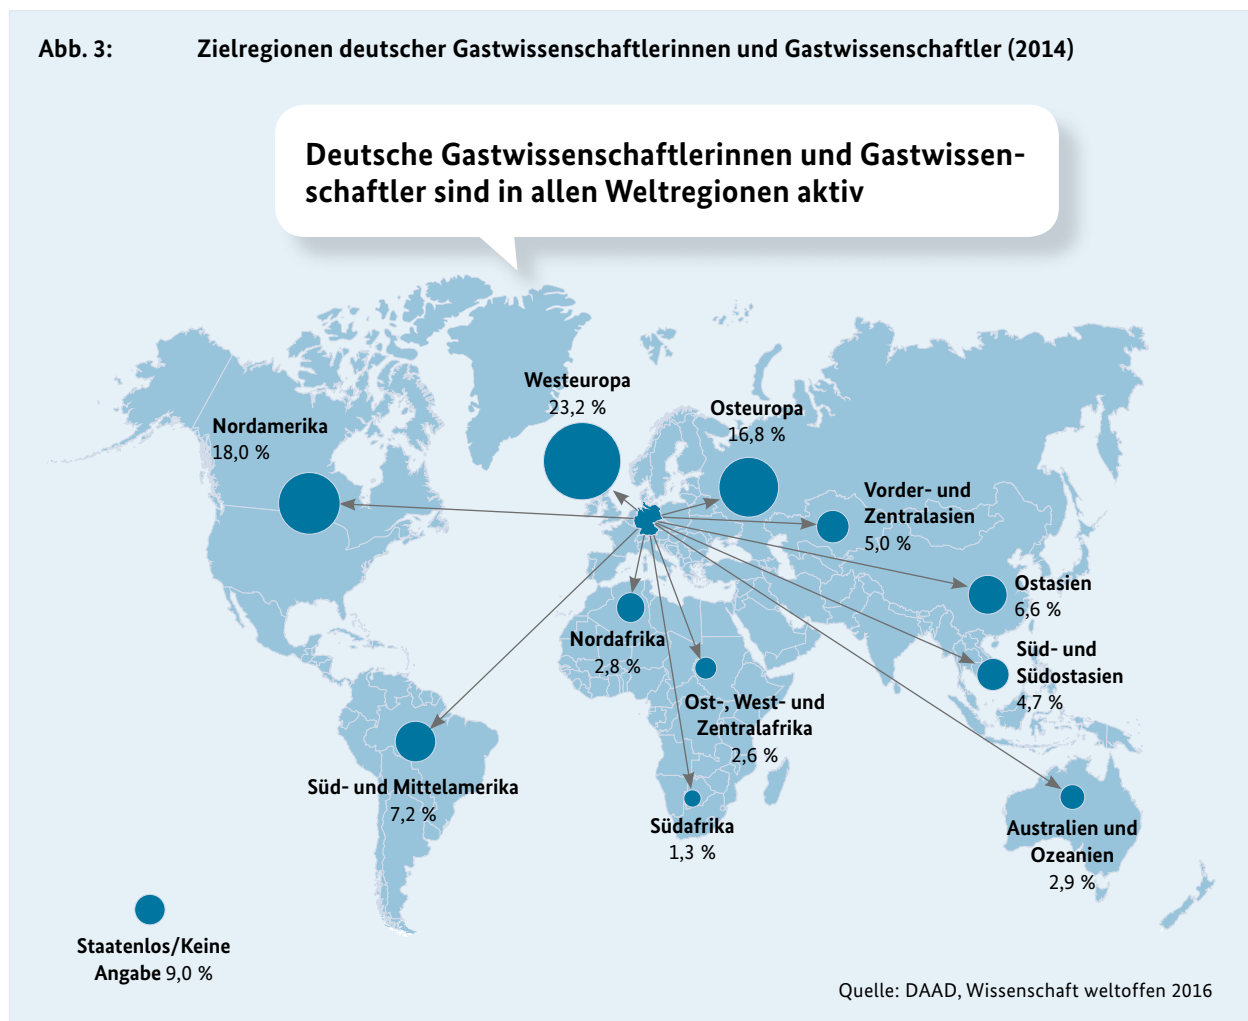 Abb. 3: Zielregionen deutscher Gastwissenschaftlerinnen und Gastwissenschaftler (2014)
Deutsche Gastwissenschaftlerinnen und Gastwissen-
schaftler sind in allen Weltregionen aktiv
Westeuropa
23,2 %
Osteuropa
16,8 %
Nordamerika
18,0 %
Vorder- und
Zentralasien
5,0 %
Ostasien
6,6 %
Nordafrika
2,8 %
Süd- und
Südostasien
4,7 %
Ost-, West- und
Zentralafrika
2,6 %
Süd- und Mittelamerika
7,2 %
Südafrika
1,3 %
Australien und
Ozeanien
2,9 %
Staatenlos/Keine
Angabe 9,0 %
Quelle: DAAD, Wissenschaft weltoffen 2016